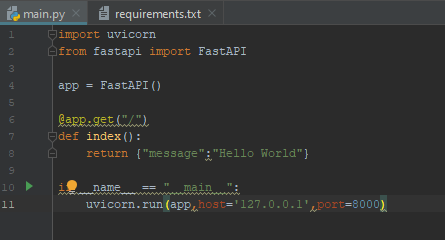 main.py
requirements.txt
1 import uvicorn
2 from fastapi import FastAPI
3
4 app = FastAPI()
5
6 @app.get("/")
7 def index():
8 return {"message":"Hello World"}
9
10 if __name__ == "__main__":
11 uvicorn.run(app,host='127.0.0.1',port=8000)